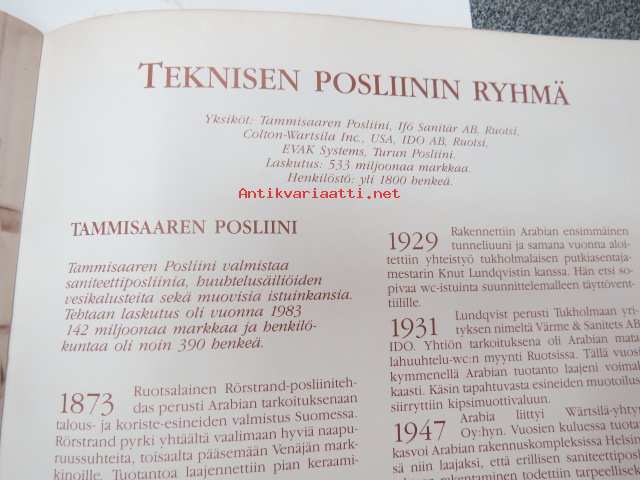 TEKNISEN POSLIININ RYHMÄ
Yksiköt: Tammisaaren Posliini, Ifö Sanitär AB, Ruotsi,
Colton-Wartsila Inc., USA, IDO AB, Ruotsi,
EVAK Systems, Turun Posliini.
Laskutus: 533 miljoonaa markkaa.
Henkilöstö: yli 1800 henkeä.
Antikvariaatti.net
TAMMISAAREN POSLIINI
Tammisaaren Posliini valmistaa
saniteettiposliinia, huuhtelusäiliöiden
vesikalusteita sekä muovisia istuinkansia.
Tehtaan laskutus oli vuonna 1983
142 miljoonaa markkaa ja henkilö-
kuntaa oli noin 390 henkeä.
1873 Ruotsalainen Rörstrand-posliiniteh-
das perusti Arabian tarkoituksenaan
talous- ja koriste-esineiden valmistus Suomessa.
Rörstrand pyrki yhtäältä vaalimaan hyviä naapu-
ruussuhteita, toisaalta pääsemään Venäjän mark-
kinoille. Tuotantoa laajennettiin pian keraami-
1929 Rakennettiin Arabian ensimmäinen
tunneliuuni ja samana vuonna aloi-
tettiin yhteistyö tukholmalaisen putkiasentaja-
mestarin Knut Lundqvistin kanssa. Hän etsi so-
pivaa wc-istuinta suunnittelemalleen täyttövent-
tiilille.
1931 Lundqvist perusti Tukholmaan yri-
tyksen nimeltä Värme & Sanitets AB
IDO. Yhtiön tarkoituksena oli Arabian mata-
lahuuhtelu-wc:n myynti Ruotsissa. Tällä vuosi-
kymmenellä Arabian tuotanto laajeni voimak-
kaasti. Käsin tapahtuvasta esineiden muotoilus
siirryttiin kipsimuottivaluun.
1947 Arabia liittyi Wärtsilä-yhty
Oy:hyn. Vuosien kuluessa tuotan
kasvoi Arabian rakennuskompleksissa Helsin
sä niin laajaksi, että erillisen saniteettiposl
rakentaminen todettiin tarpeellisek